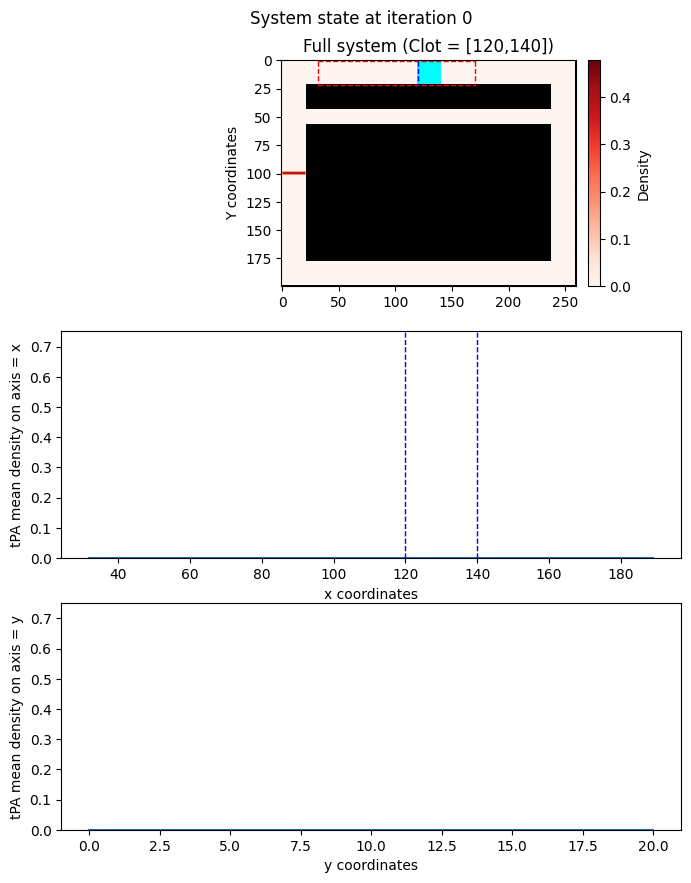 System state at iteration 0
Full system (Clot = [120,140])
0
25
50
75
100
125
150
175
Y coordinates
0 50 100 150 200 250
0.4
0.3
0.2
0.1
0.0
Density
0.7
0.6
0.5
0.4
0.3
0.2
0.1
0.0
tPA mean density on axis = x
40 60 80 100 120 140 160 180
x coordinates
0.7
0.6
0.5
0.4
0.3
0.2
0.1
0.0
tPA mean density on axis = y
0.0 2.5 5.0 7.5 10.0 12.5 15.0 17.5 20.0
y coordinates